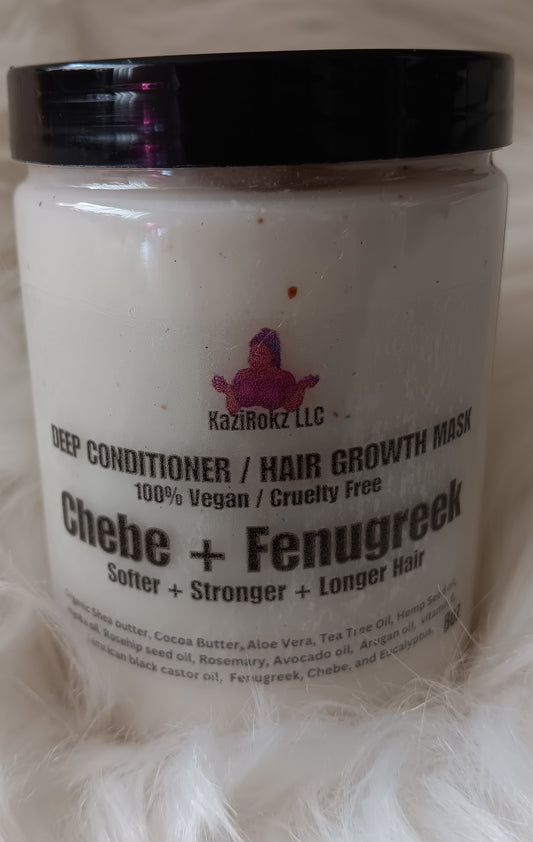 KaziRokz LLC
DEEP CONDITIONER / HAIR GROWTH MASK
100% Vegan / Cruelty Free
Chebe + Fenugreek
Softer + Stronger + Longer Hair
Organic Shea butter, Cocoa Butter, Aloe Vera, Tea Tree Oil, Hemp
oil, Rosehip seed oil, Rosemary, Avocado oil, Argan oil, vitamin
black castor oil, Fenugreek, Chebe, and Eucalyptus.
8oz